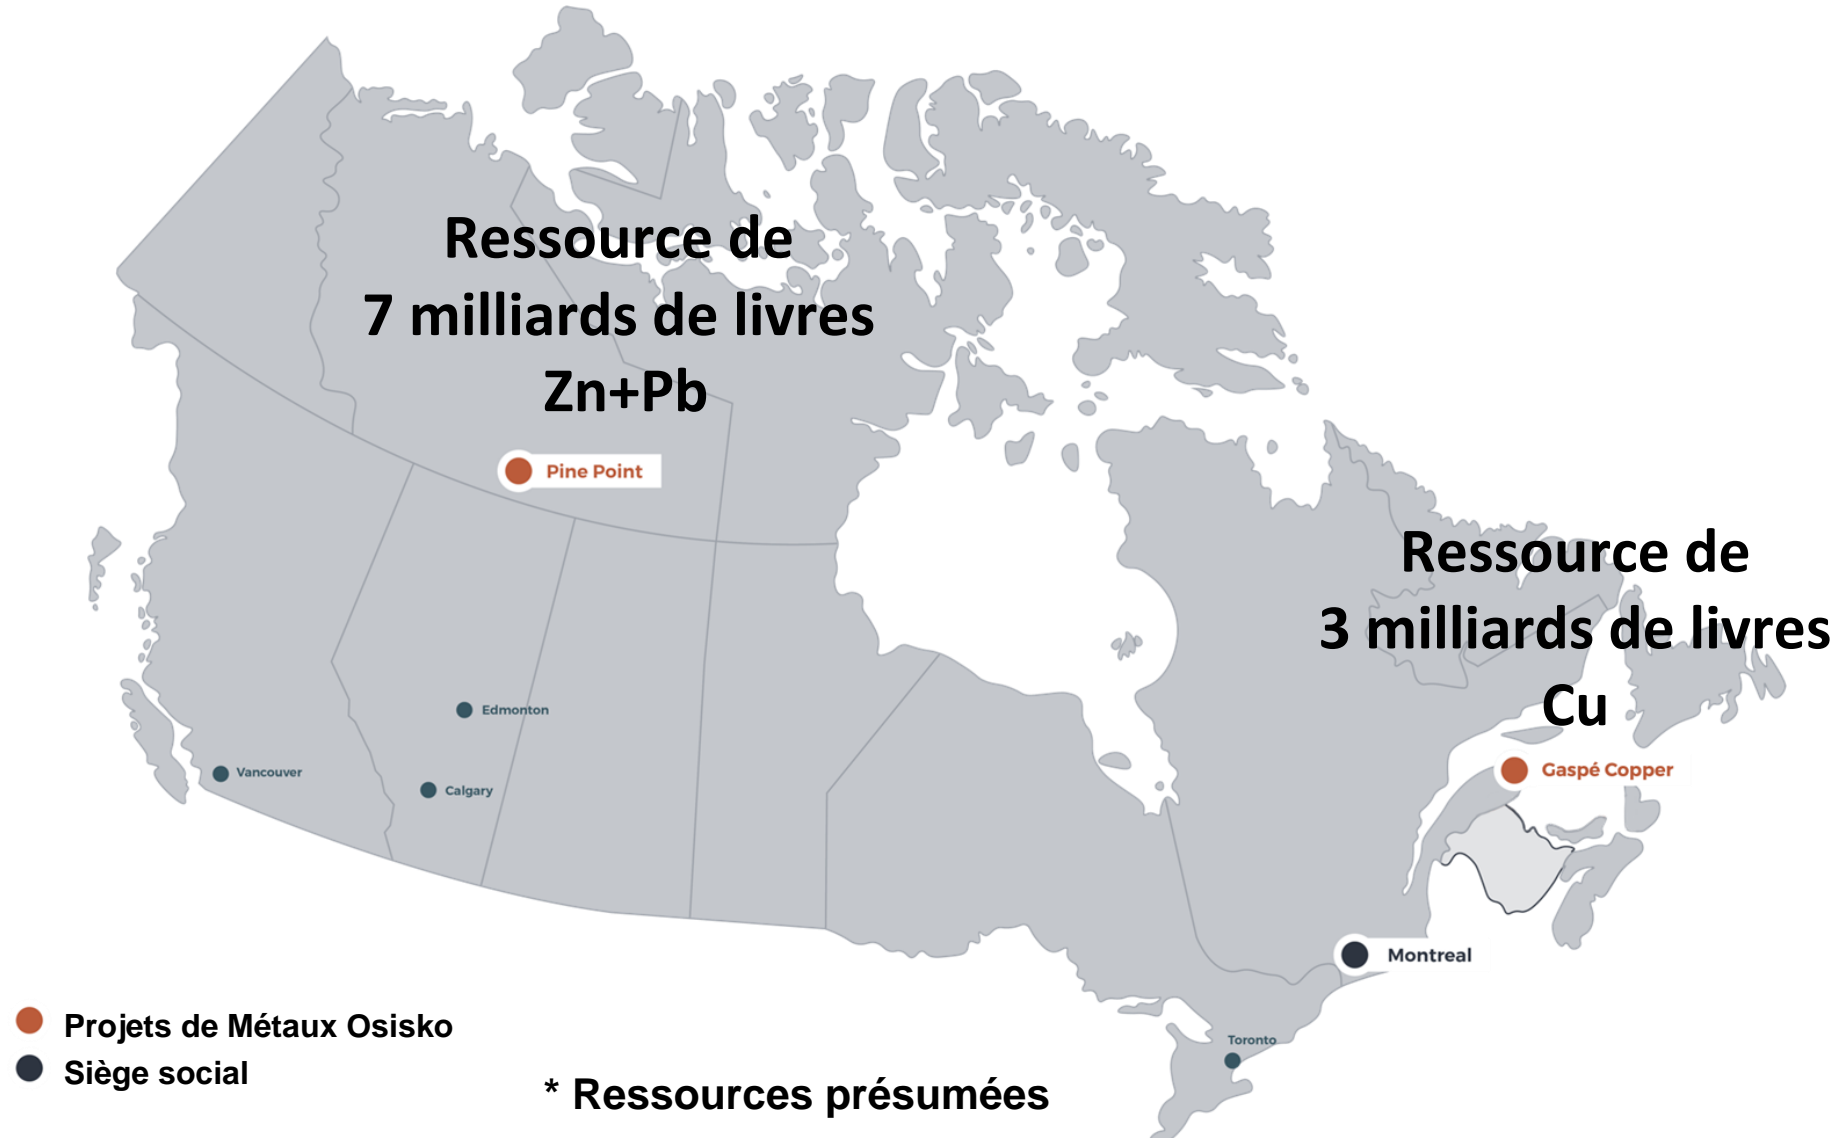 Ressource de
7 milliards de livres
Zn+Pb
Pine Point
Ressource de
3 milliards de livres
Cu
Gaspé Copper
Edmonton
Vancouver
Calgary
Montreal
Toronto
Projets de Métaux Osisko
Siège social
* Ressources présumées